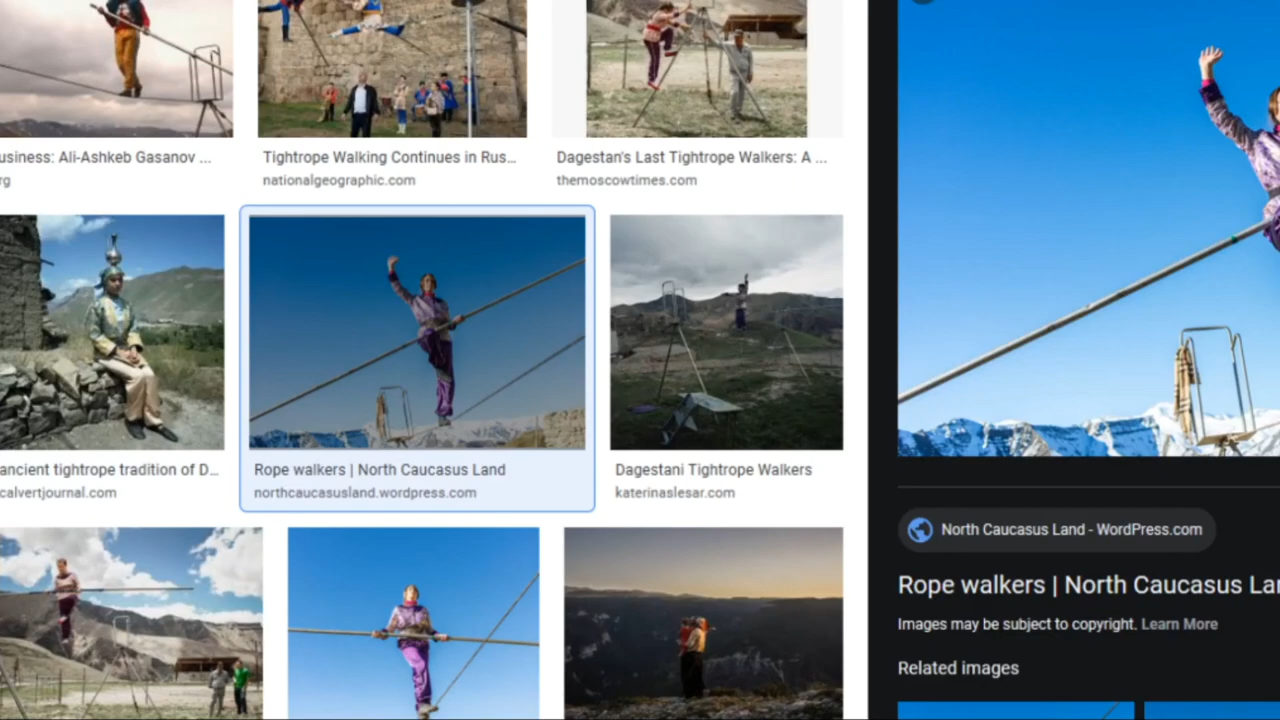 usiness: Ali-Ashkeb Gasanov ...
rg
Tightrope Walking Continues in Rus...
nationalgeographic.com
Dagestan's Last Tightrope Walkers: A ...
themoscowtimes.com
ancient tightrope tradition of D...
calvertjournal.com
Rope walkers | North Caucasus Land
northcaucasusland.wordpress.com
Dagestani Tightrope Walkers
katerinaslesar.com
North Caucasus Land - WordPress.com
Rope walkers | North Caucasus La
Images may be subject to copyright. Learn More
Related images